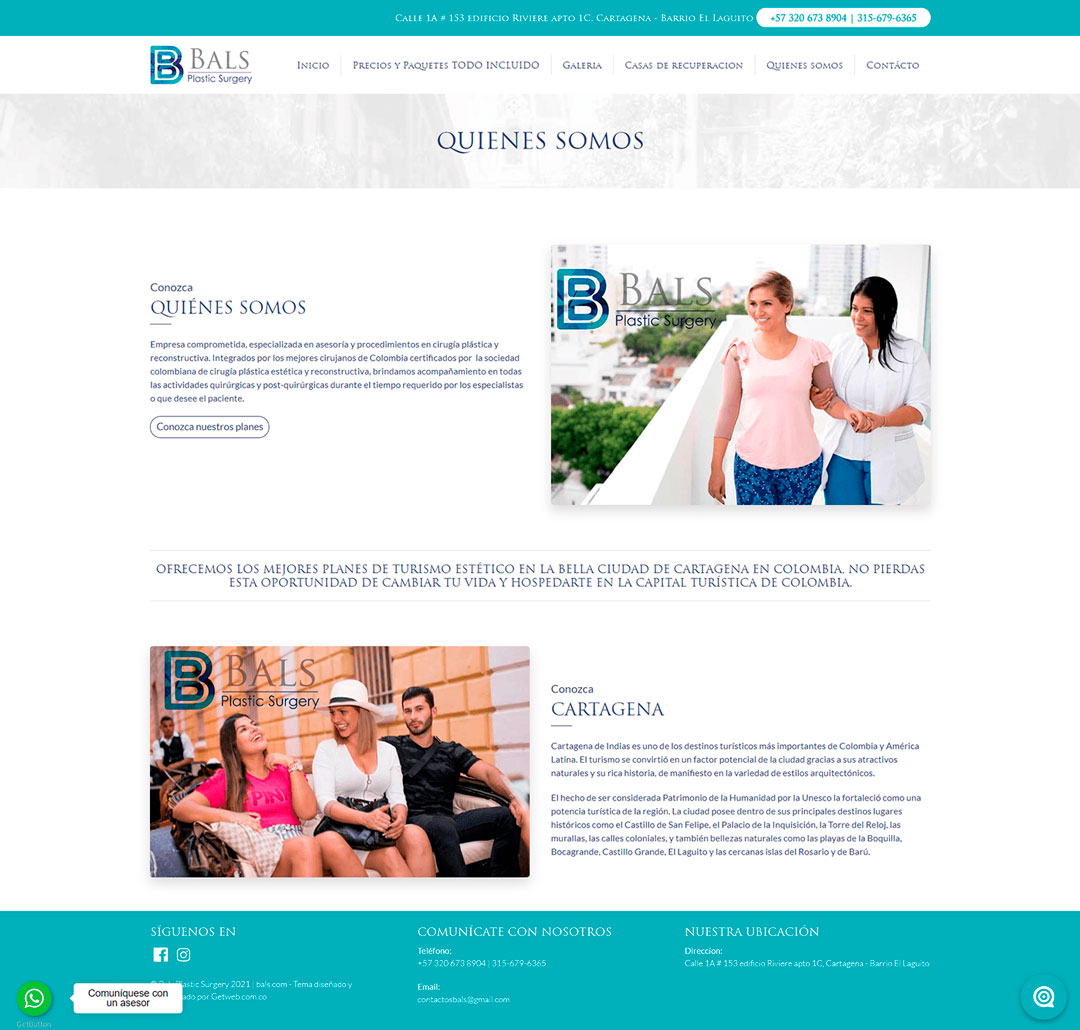 Calle 1A # 153 edificio Riviere apto 1C, Cartagena - Barrio El Laguito
+57 320 673 8904 | 315-679-6365
B Bals
Plastic Surgery
Inicio
Precios y Paquetes TODO INCLUIDO
Galeria
Casas de recuperacion
Quienes somos
Contácto
QUIENES SOMOS
Conozca
QUIÉNES SOMOS
Empresa comprometida, especializada en asesoría y procedimientos en cirugía plástica y
reconstructiva. Integrados por los mejores cirujanos de Colombia certificados por la sociedad
colombiana de cirugía plástica estética y reconstructiva, brindamos acompañamiento en todas
las actividades quirúrgicas y post-quirúrgicas durante el tiempo requerido por los especialistas
o que desee el paciente.
Conozca nuestros planes
B Bals
Plastic Surgery
OFRECEMOS LOS MEJORES PLANES DE TURISMO ESTÉTICO EN LA BELLA CIUDAD DE CARTAGENA EN COLOMBIA. NO PIERDAS
ESTA OPORTUNIDAD DE CAMBIAR TU VIDA Y HOSPEDARTE EN LA CAPITAL TURÍSTICA DE COLOMBIA.
B Bals
Plastic Surgery
Conozca
CARTAGENA
Cartagena de Indias es uno de los destinos turísticos más importantes de Colombia y América
Latina. El turismo se convirtió en un factor potencial de la ciudad gracias a sus atractivos
naturales y su rica historia, de manifiesto en la variedad de estilos arquitectónicos.
El hecho de ser considerada Patrimonio de la Humanidad por la Unesco la fortaleció como una
potencia turística de la región. La ciudad posee dentro de sus principales destinos lugares
históricos como el Castillo de San Felipe, el Palacio de la Inquisición, la Torre del Reloj, las
murallas, las calles coloniales, y también bellezas naturales como las playas de la Boquilla,
Bocagrande, Castillo Grande, El Laguito y las cercanas islas del Rosario y de Barú.
SÍGUENOS EN
Plastic Surgery 2021 | bals.com - Tema diseñado y
por Getweb.com.co
COMUNÍCATE CON NOSOTROS
Teléfono:
+57 320 673 8904 | 315-679-6365
Email:
contactosbals@gmail.com
NUESTRA UBICACIÓN
Direccion:
Calle 1A # 153 edificio Riviere apto 1C, Cartagena - Barrio El Laguito
Comuníquese con
un asesor
GetButton